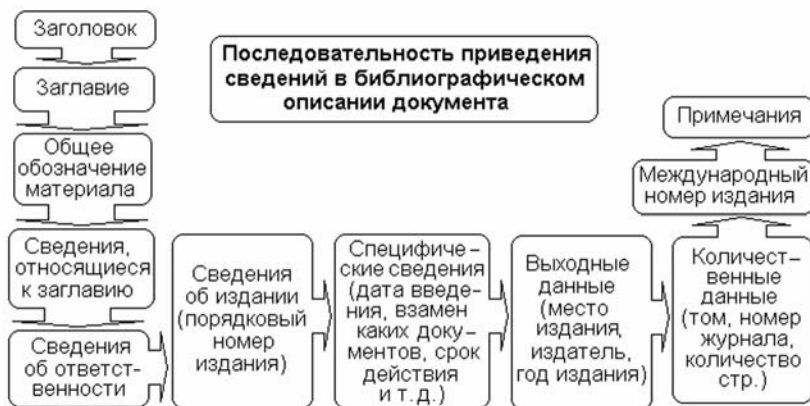 Последовательность приведения
сведений в библиографическом
описании документа
Заголовок
Заглавие
Общее
обозначение
материала
Сведения,
относящиеся
к заглавию
Сведения
об ответст-
венности
Сведения
об издании
(порядковый
номер
издания)
Специфиче-
ские сведения
(дата введе-
ния, взамен
каких доку-
ментов, срок
действия
и т.д.)
Выходные
данные
(место
издания,
издатель,
год издания)
Количест-
венные
данные
(том, номер
журнала,
количество
стр.)
Международный
номер издания
Примечания